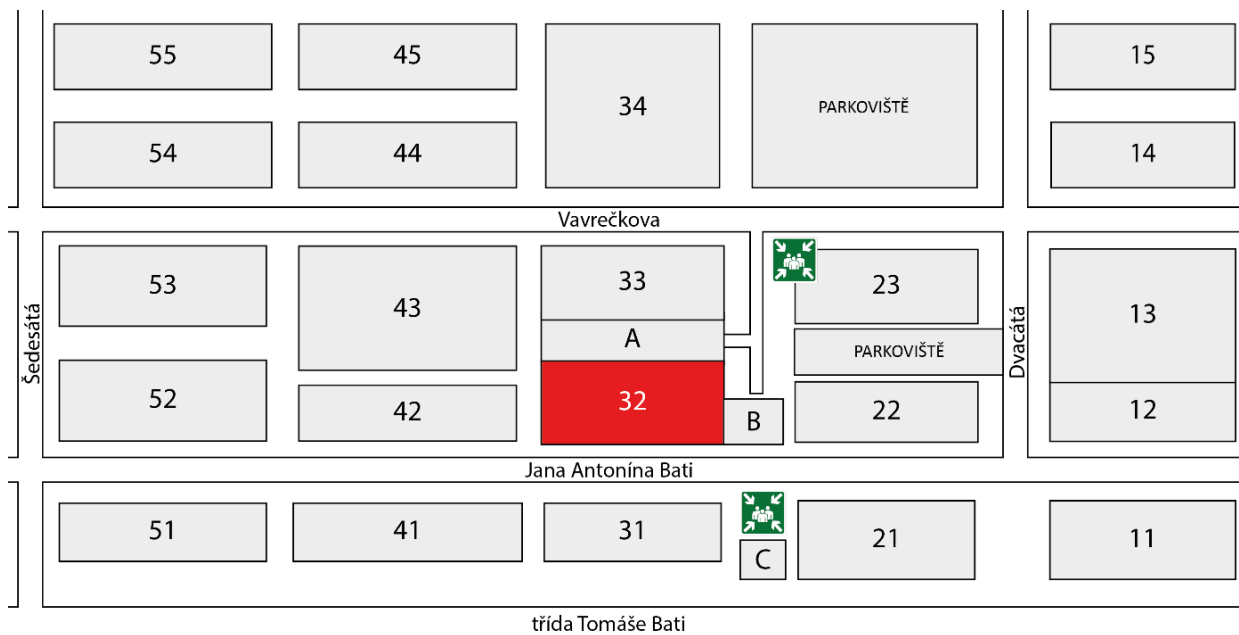 55
45
34
PARKOVIŠTĚ
15
54
44
14
Vavrečkova
53
43
33
23
13
A
PARKOVIŠTĚ
Šedesátá
Dvacátá
52
42
32
B
22
12
Jana Antonína Bati
51
41
31
C
21
11
třída Tomáše Bati